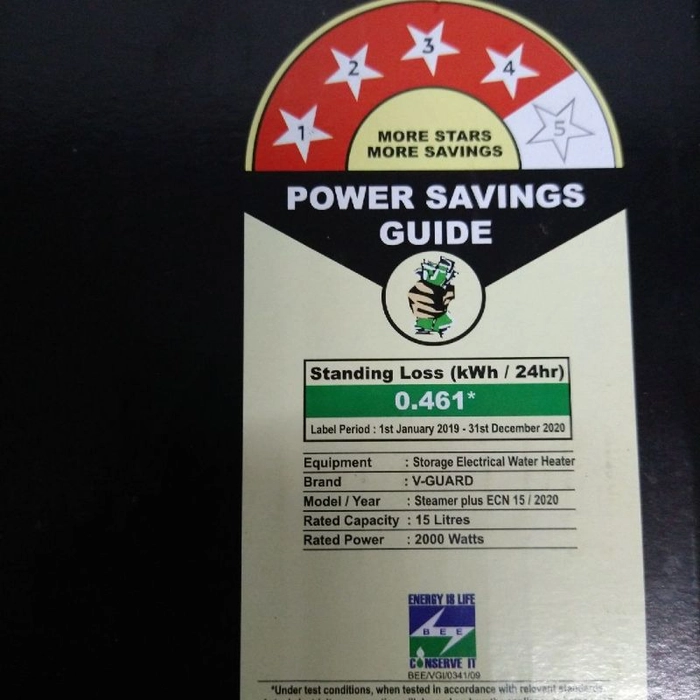 1 2 3 4 5
MORE STARS
MORE SAVINGS
POWER SAVINGS
GUIDE
Standing Loss (kWh / 24hr)
0.461*
Label Period : 1st January 2019 - 31st December 2020
Equipment : Storage Electrical Water Heater
Brand : V-GUARD
Model / Year : Steamer plus ECN 15 / 2020
Rated Capacity : 15 Litres
Rated Power : 2000 Watts
ENERGY IS LIFE
BEE
CONSERVE IT
BEE/VGI/0341/09
*Under test conditions, when tested in accordance with relevant standards